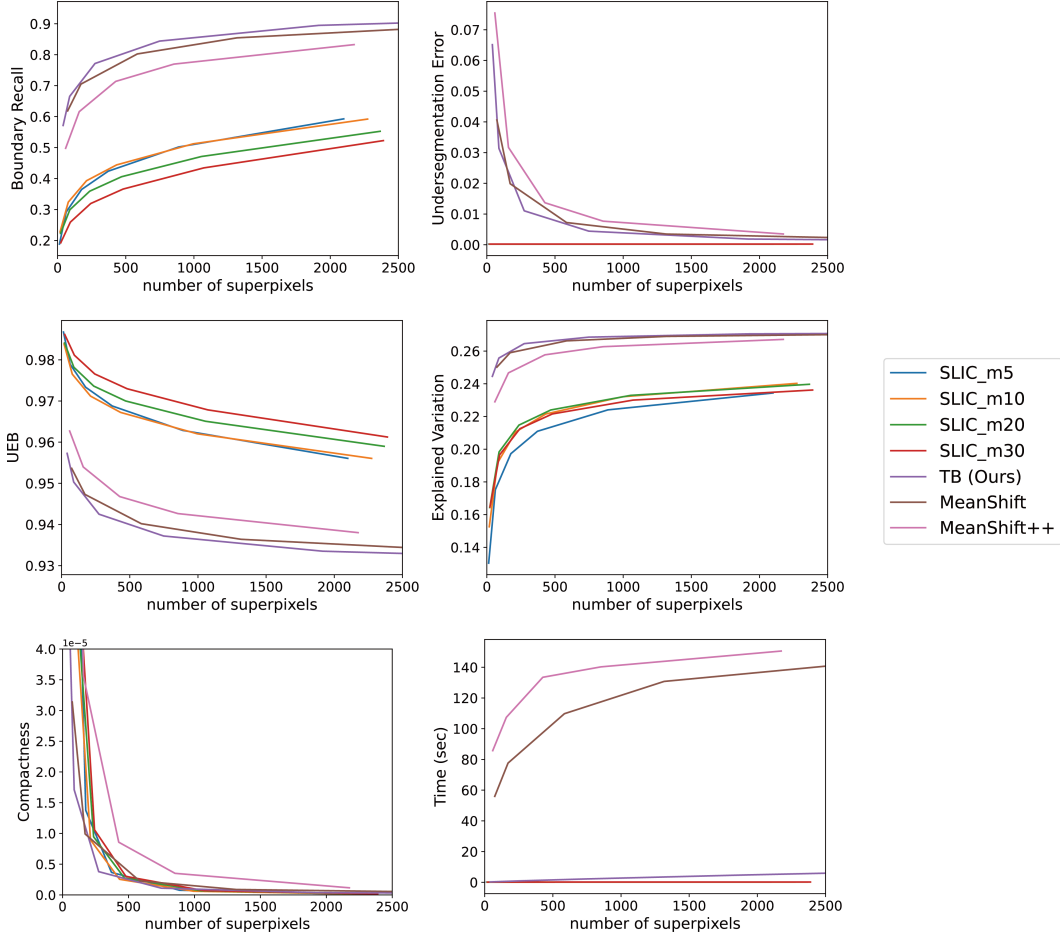 0.9
0.8
0.7
0.6
0.5
0.4
0.3
0.2
Boundary Recall
0 500 1000 1500 2000 2500
number of superpixels
0.07
0.06
0.05
0.04
0.03
0.02
0.01
0.00
Undersegmentation Error
0 500 1000 1500 2000 2500
number of superpixels
0.98
0.97
0.96
0.95
0.94
0.93
UEB
0 500 1000 1500 2000 2500
number of superpixels
0.26
0.24
0.22
0.20
0.18
0.16
0.14
Explained Variation
0 500 1000 1500 2000 2500
number of superpixels
SLIC_m5
SLIC_m10
SLIC_m20
SLIC_m30
TB (Ours)
MeanShift
MeanShift++
1e−5
4.0
3.5
3.0
2.5
2.0
1.5
1.0
0.5
0.0
Compactness
0 500 1000 1500 2000 2500
number of superpixels
140
120
100
80
60
40
20
0
Time (sec)
0 500 1000 1500 2000 2500
number of superpixels